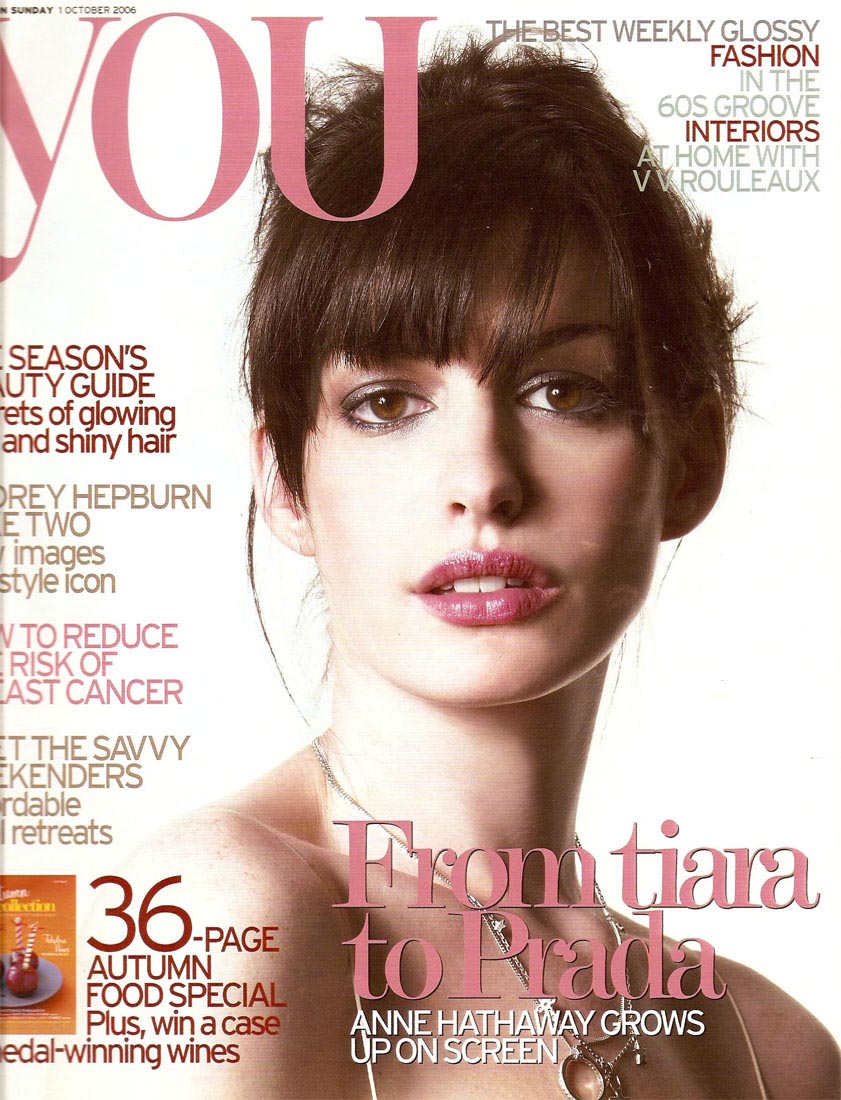 N SUNDAY 1 OCTOBER 2006
YOU
THE BEST WEEKLY GLOSSY
FASHION
IN THE
60S GROOVE
INTERIORS
AT HOME WITH
V V ROULEAUX
SEASON'S
AUTY GUIDE
rets of glowing
and shiny hair
DREY HEPBURN
KE TWO
images
style icon
W TO REDUCE
RISK OF
EAST CANCER
ET THE SAVVY
EKENDERS
ordable
l retreats
From tiara
to Prada
ANNE HATHAWAY GROWS
UP ON SCREEN
collection
36-PAGE
AUTUMN
FOOD SPECIAL
Plus, win a case
medal-winning wines